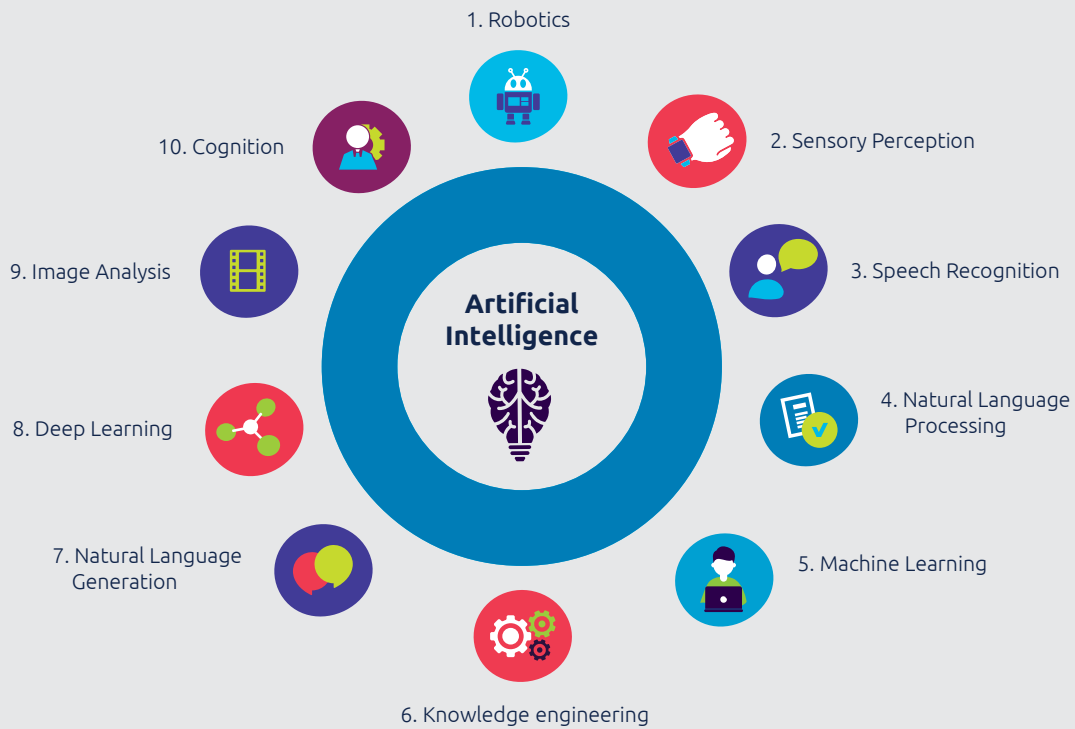 1. Robotics
2. Sensory Perception
3. Speech Recognition
4. Natural Language
Processing
5. Machine Learning
6. Knowledge engineering
7. Natural Language
Generation
8. Deep Learning
9. Image Analysis
10. Cognition
Artificial
Intelligence